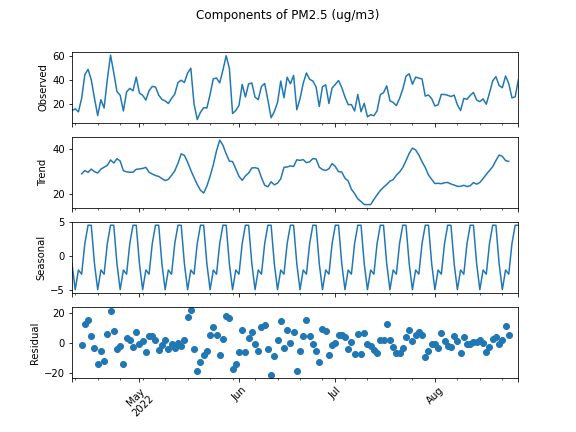 Components of PM2.5 (ug/m3)
Observed
60
40
20
Trend
40
20
Seasonal
5
0
−5
Residual
20
0
−20
May
2022
Jun
Jul
Aug